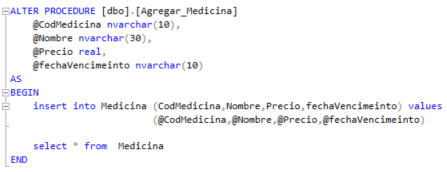 ALTER PROCEDURE [dbo].[Agregar_Medicina]
@CodMedicina nvarchar(10),
@Nombre nvarchar(30),
@Precio real,
@fechaVencimeinto nvarchar(10)
AS
BEGIN
insert into Medicina (CodMedicina,Nombre,Precio,fechaVencimeinto) values
(@CodMedicina,@Nombre,@Precio,@fechaVencimeinto)
select * from Medicina
END